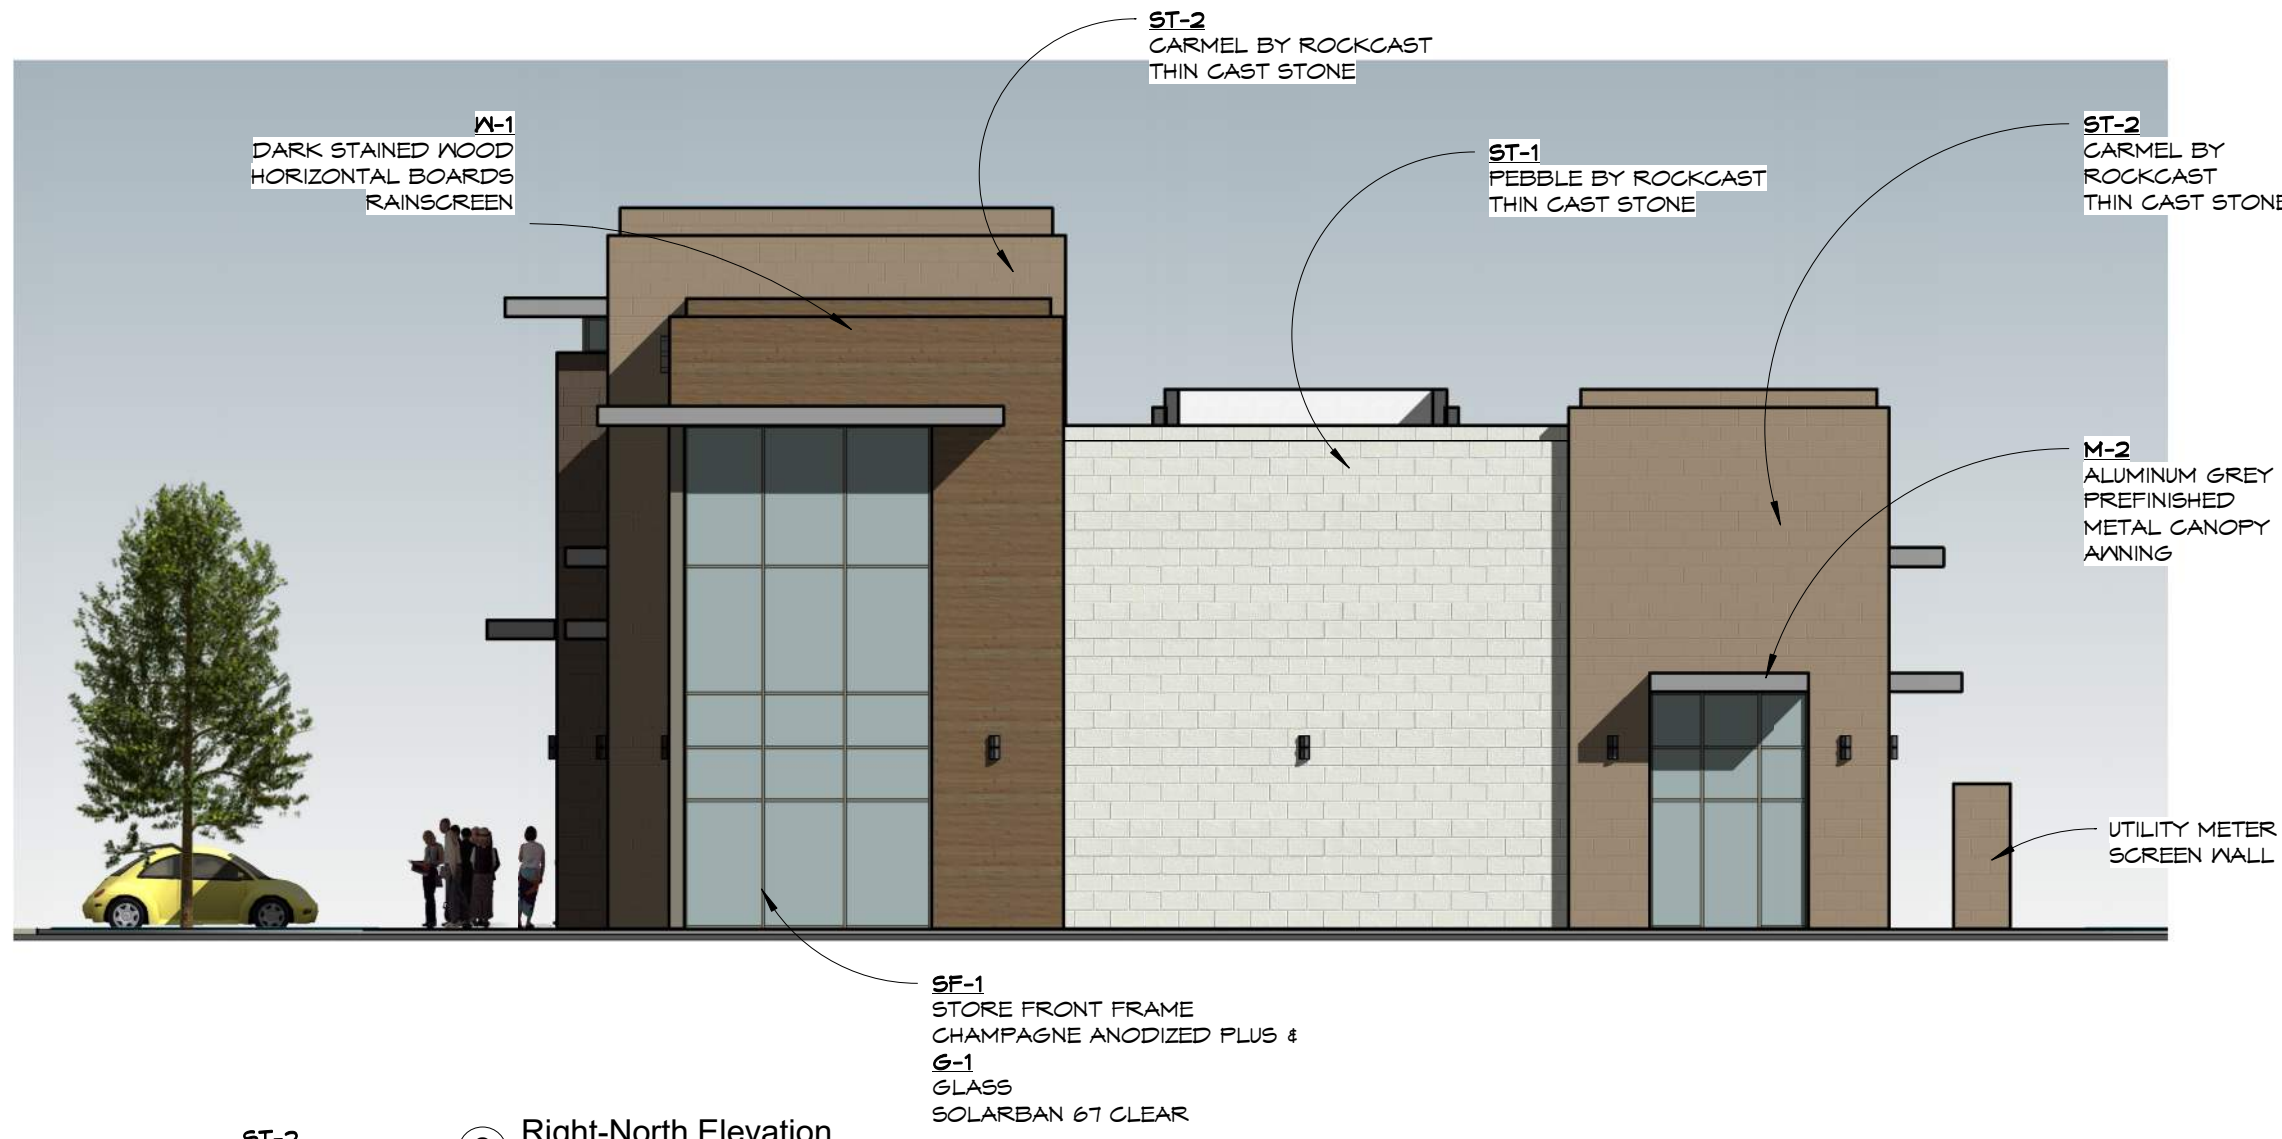 ST-2
CARMEL BY ROCKCAST
THIN CAST STONE
W-1
DARK STAINED WOOD
HORIZONTAL BOARDS
RAINSCREEN
ST-1
PEBBLE BY ROCKCAST
THIN CAST STONE
ST-2
CARMEL BY
ROCKCAST
THIN CAST STONE
M-2
ALUMINUM GREY
PREFINISHED
METAL CANOPY
AWNING
UTILITY METER
SCREEN WALL
SF-1
STORE FRONT FRAME
CHAMPAGNE ANODIZED PLUS &
G-1
GLASS
SOLARBAN 67 CLEAR
Right-North Elevation
ST-2